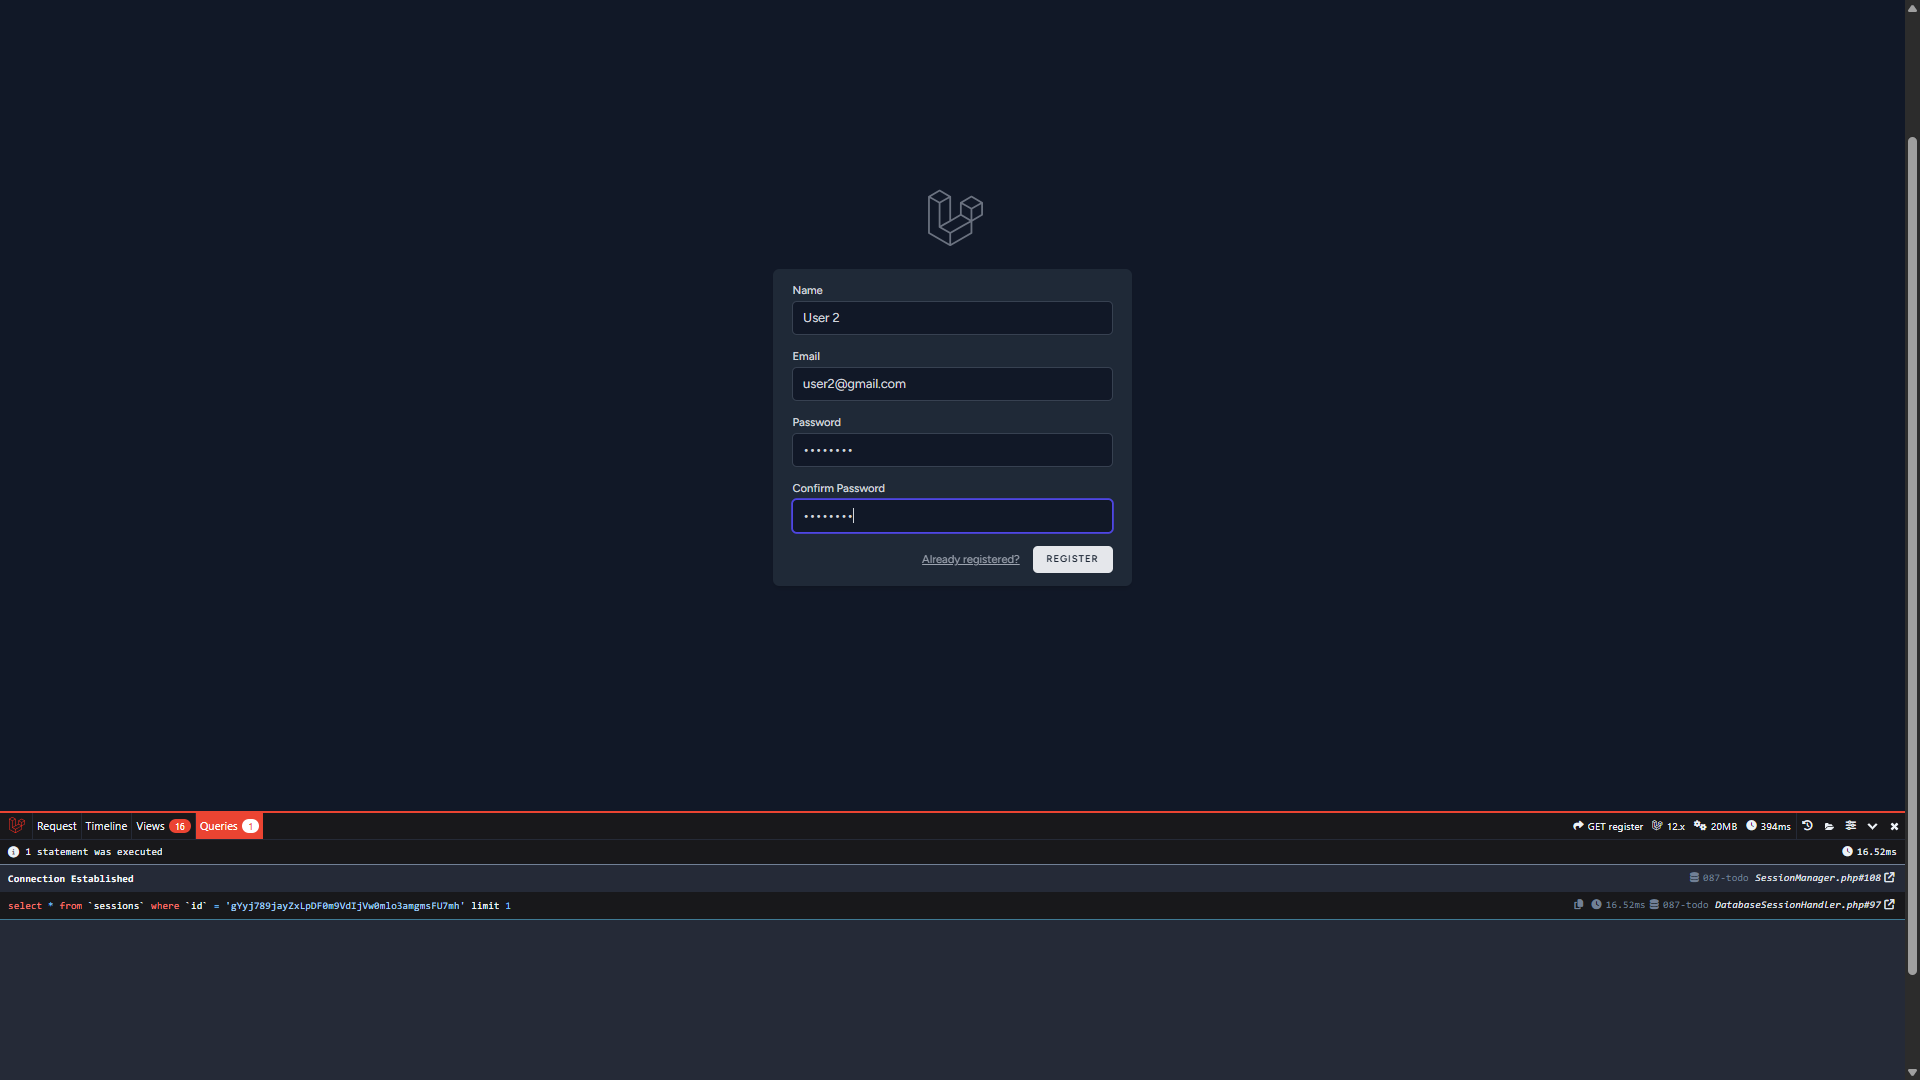 Name
User 2
Email
user2@gmail.com
Password
••••••••
Confirm Password
••••••••
Already registered? REGISTER
Request Timeline Views 16 Queries 1 GET register 12.x 20MB 394ms
1 statement was executed 16.52ms
Connection Established 087-todo SessionManager.php#108
select * from `sessions` where `id` = 'gYyj789jayZxLpDF0m9VdIjVw0mlo3amgmsFU7mh' limit 1 16.52ms 087-todo DatabaseSessionHandler.php#97